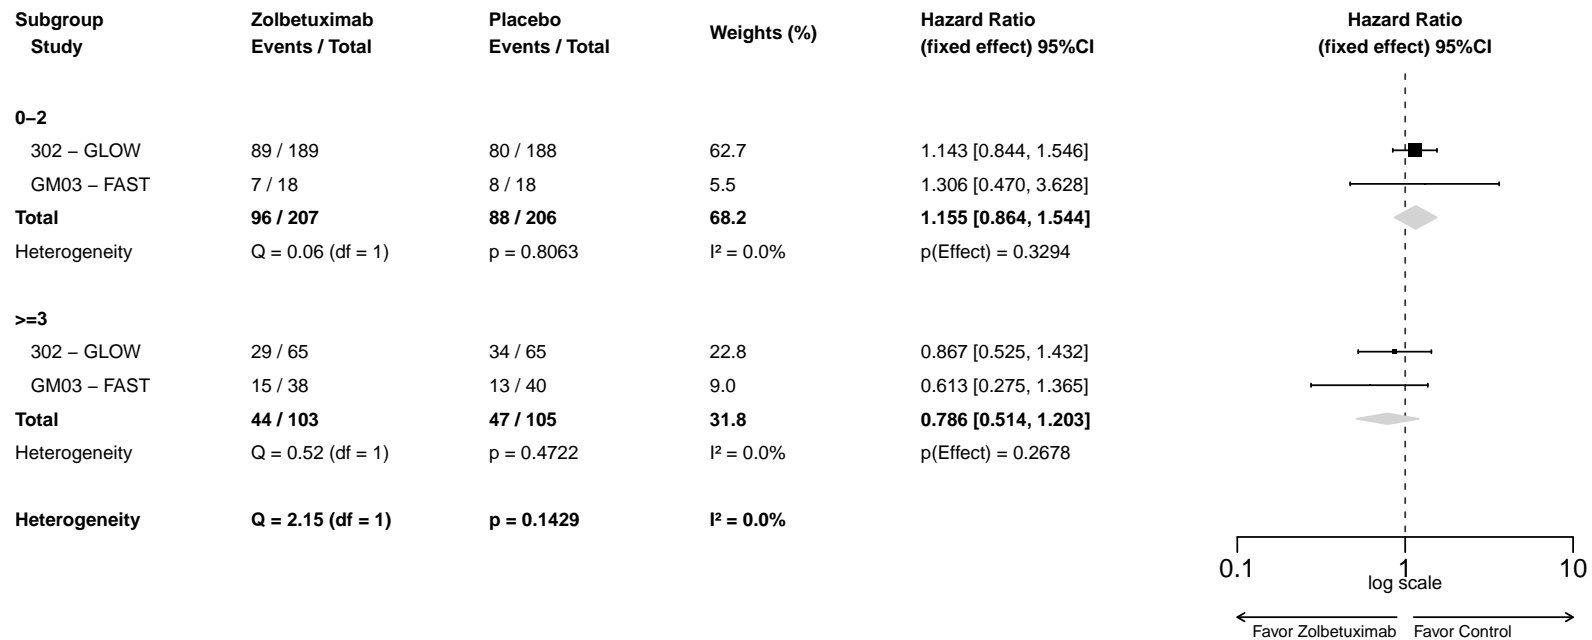 Subgroup Zolbetuximab Placebo Weights (%) Hazard Ratio Hazard Ratio
Study Events / Total Events / Total (fixed effect) 95%CI (fixed effect) 95%CI
0–2
302 – GLOW 89 / 189 80 / 188 62.7 1.143 [0.844, 1.546]
GM03 – FAST 7 / 18 8 / 18 5.5 1.306 [0.470, 3.628]
Total 96 / 207 88 / 206 68.2 1.155 [0.864, 1.544]
Heterogeneity Q = 0.06 (df = 1) p = 0.8063 I² = 0.0% p(Effect) = 0.3294
>=3
302 – GLOW 29 / 65 34 / 65 22.8 0.867 [0.525, 1.432]
GM03 – FAST 15 / 38 13 / 40 9.0 0.613 [0.275, 1.365]
Total 44 / 103 47 / 105 31.8 0.786 [0.514, 1.203]
Heterogeneity Q = 0.52 (df = 1) p = 0.4722 I² = 0.0% p(Effect) = 0.2678
Heterogeneity Q = 2.15 (df = 1) p = 0.1429 I² = 0.0%
0.1 1 10
log scale
Favor Zolbetuximab Favor Control